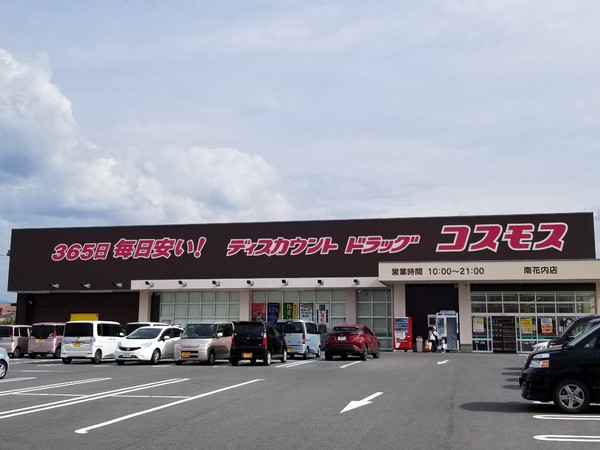 365日 毎日安い! ディスカウント ドラッグ コスモス
営業時間 10:00～21:00 南花内店